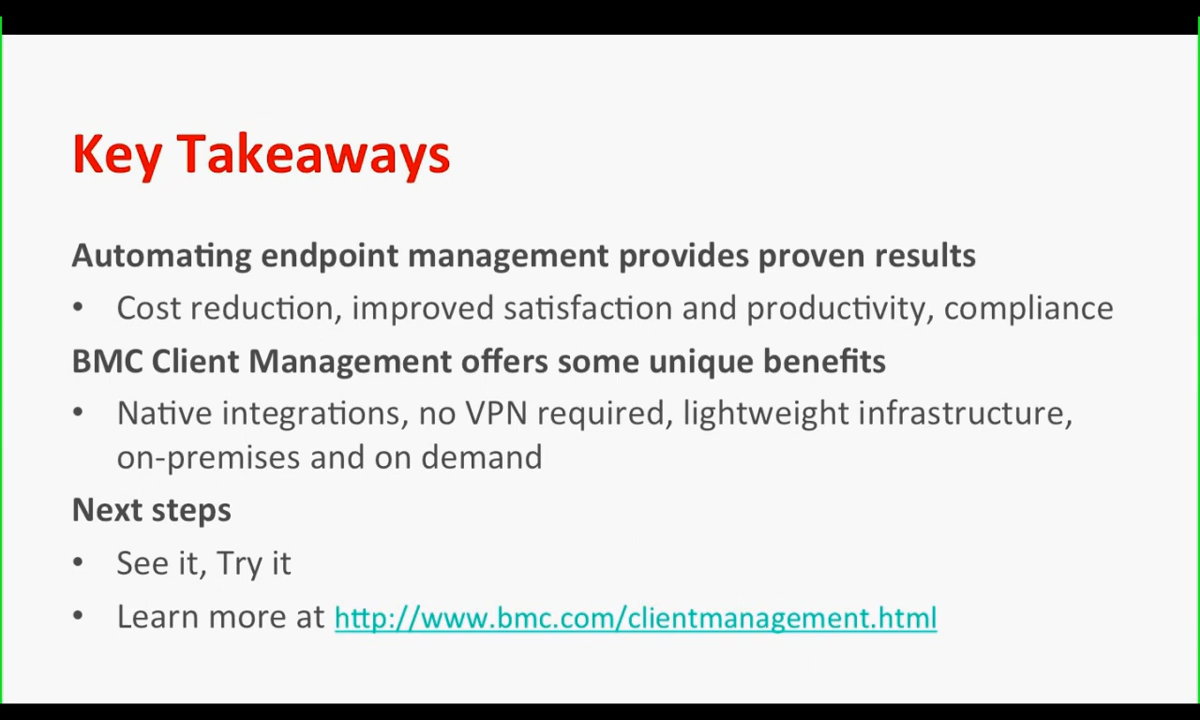 Key Takeaways
Automating endpoint management provides proven results
• Cost reduction, improved satisfaction and productivity, compliance
BMC Client Management offers some unique benefits
• Native integrations, no VPN required, lightweight infrastructure,
on-premises and on demand
Next steps
• See it, Try it
• Learn more at http://www.bmc.com/clientmanagement.html